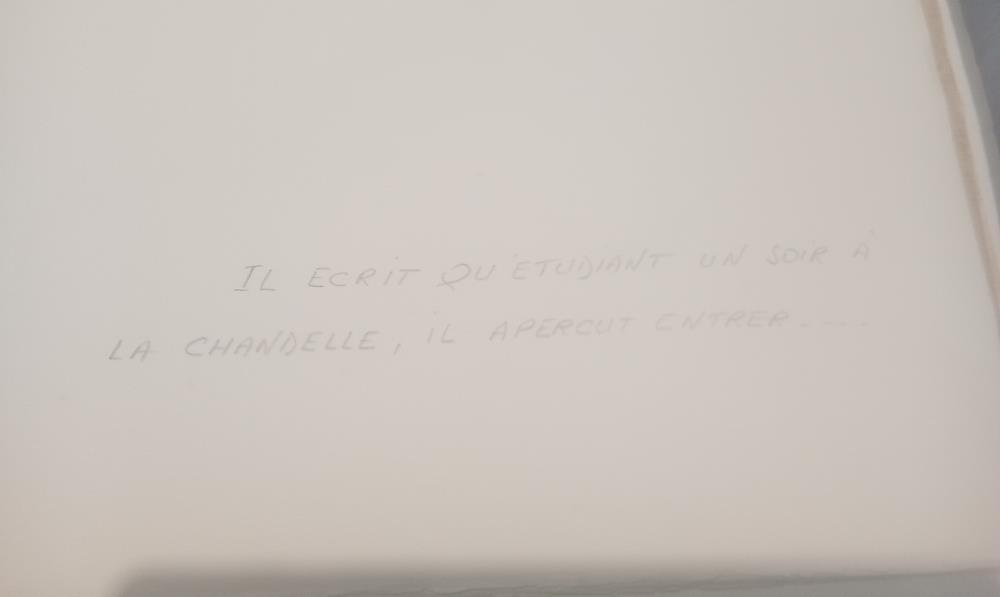 IL ECRIT QU'ETUDIANT UN SOIR À
LA CHANDELLE, IL APERCUT ENTRER.....